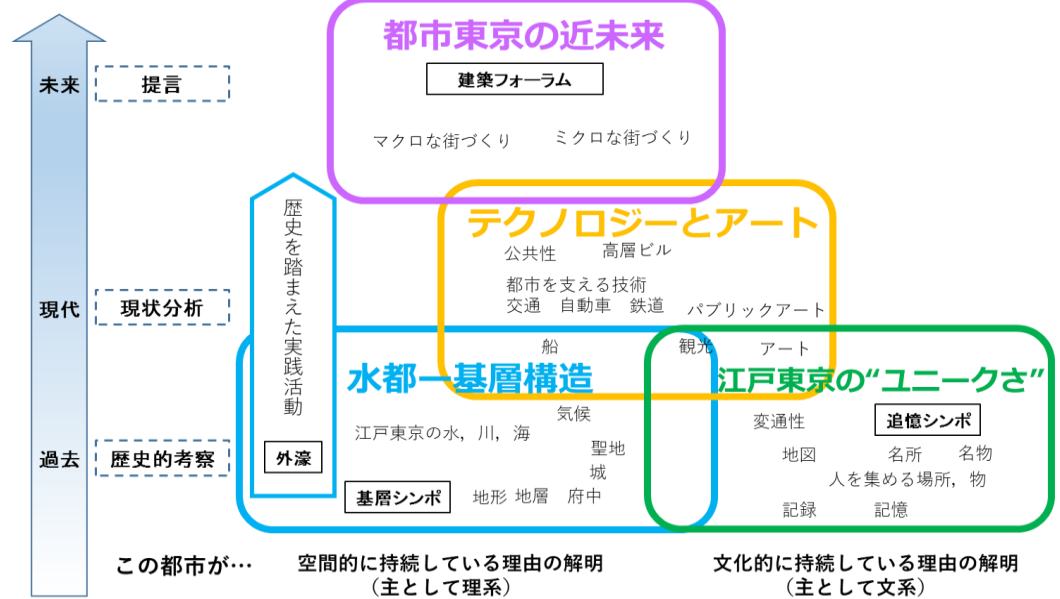 都市東京の近未来
未来
提言
建築フォーラム
マクロな街づくり
ミクロな街づくり
歴史を踏まえた実践活動
テクノロジーとアート
公共性
高層ビル
都市を支える技術
現代
現状分析
交通 自動車 鉄道
パブリックアート
船
観光
アート
水都―基層構造
江戸東京の“ユニークさ”
気候
変通性
追憶シンポ
江戸東京の水，川，海
過去
歴史的考察
外濠
聖地
城
地図
名所
名物
人を集める場所，物
基層シンポ
地形 地層 府中
記録
記憶
この都市が…
空間的に持続している理由の解明
（主として理系）
文化的に持続している理由の解明
（主として文系）